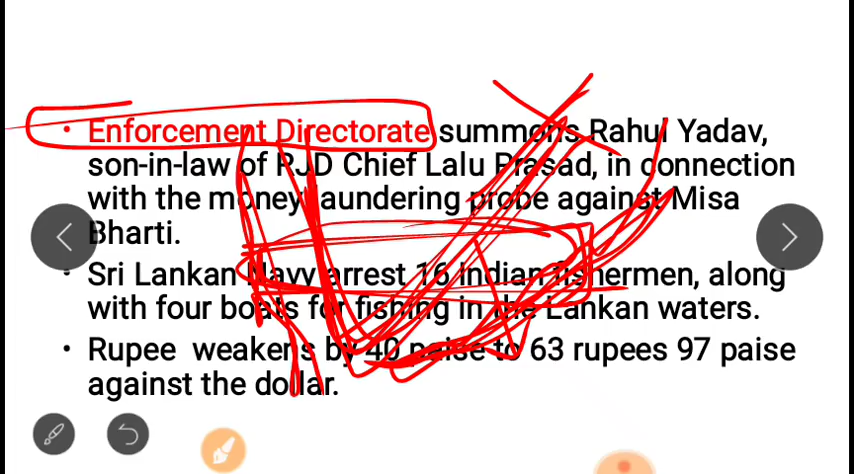 • Enforcement Directorate summons Rahul Yadav,
son-in-law of RJD Chief Lalu Prasad, in connection
with the money laundering probe against Misa
Bharti.
• Sri Lankan Navy arrest 16 Indian fishermen, along
with four boats for fishing in the Lankan waters.
• Rupee weakens by 40 paise to 63 rupees 97 paise
against the dollar.